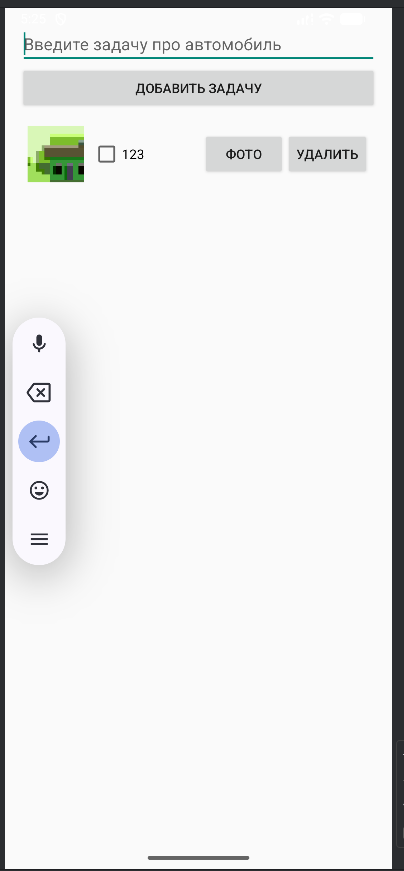 Введите задачу про автомобиль
ДОБАВИТЬ ЗАДАЧУ
123 ФОТО УДАЛИТЬ